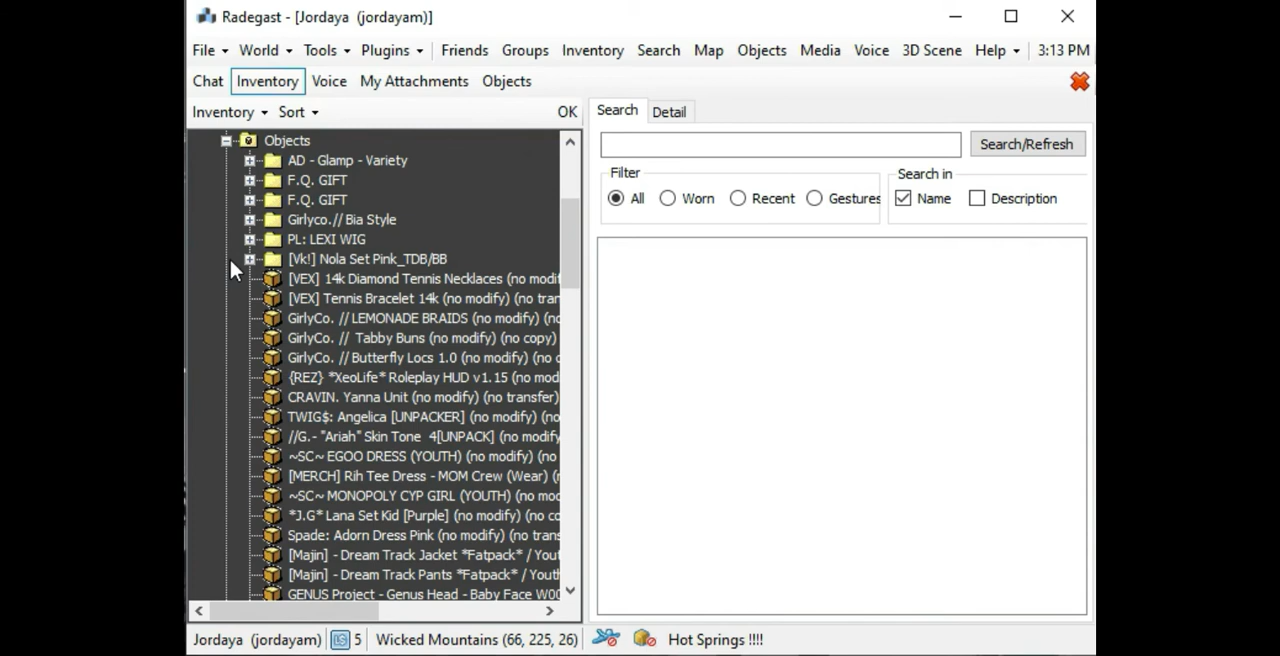 Radegast - [Jordaya (jordayam)]
File World Tools Plugins Friends Groups Inventory Search Map Objects Media Voice 3D Scene Help 3:13 PM
Chat Inventory Voice My Attachments Objects
Inventory Sort OK
Search Detail
Search/Refresh
Filter
Search in
All Worn Recent Gestures
Name Description
Objects
AD - Glamp - Variety
F.Q. GIFT
F.Q. GIFT
Girlyco.// Bia Style
PL: LEXI WIG
[Vk!] Nola Set Pink_TDB/BB
[VEX] 14k Diamond Tennis Necklaces (no modif
[VEX] Tennis Bracelet 14k (no modify) (no tran
GirlyCo. // LEMONADE BRAIDS (no modify) (no
GirlyCo. //  Tabby Buns (no modify) (no copy)
GirlyCo. // Butterfly Locs 1.0 (no modify) (no c
{REZ} *XeoLife* Roleplay HUD v1.15 (no mod
CRAVIN. Yanna Unit (no modify) (no transfer)
TWIG$: Angelica [UNPACKER] (no modify) (no
//G.- "Ariah" Skin Tone  4[UNPACK] (no modify
~SC~ EGOO DRESS (YOUTH) (no modify) (no
[MERCH] Rih Tee Dress - MOM Crew (Wear) (r
~SC~ MONOPOLY CYP GIRL (YOUTH) (no mod
*J.G* Lana Set Kid [Purple] (no modify) (no co
Spade: Adorn Dress Pink (no modify) (no trans
[Majin] - Dream Track Jacket *Fatpack* / Yout
[Majin] - Dream Track Pants *Fatpack* / Youth
GENUS Project - Genus Head - Baby Face W00
Jordaya (jordayam) 5 Wicked Mountains (66, 225, 26) Hot Springs !!!!